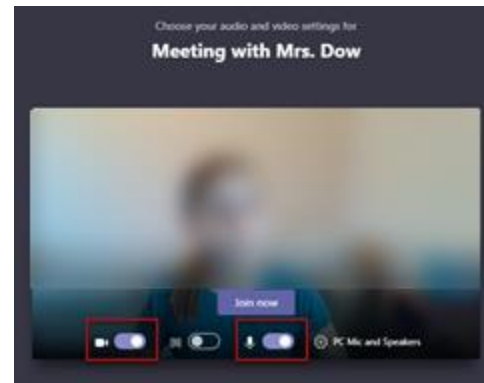 Choose your audio and video settings for
Meeting with Mrs. Dow
Join now
PC Mic and Speakers